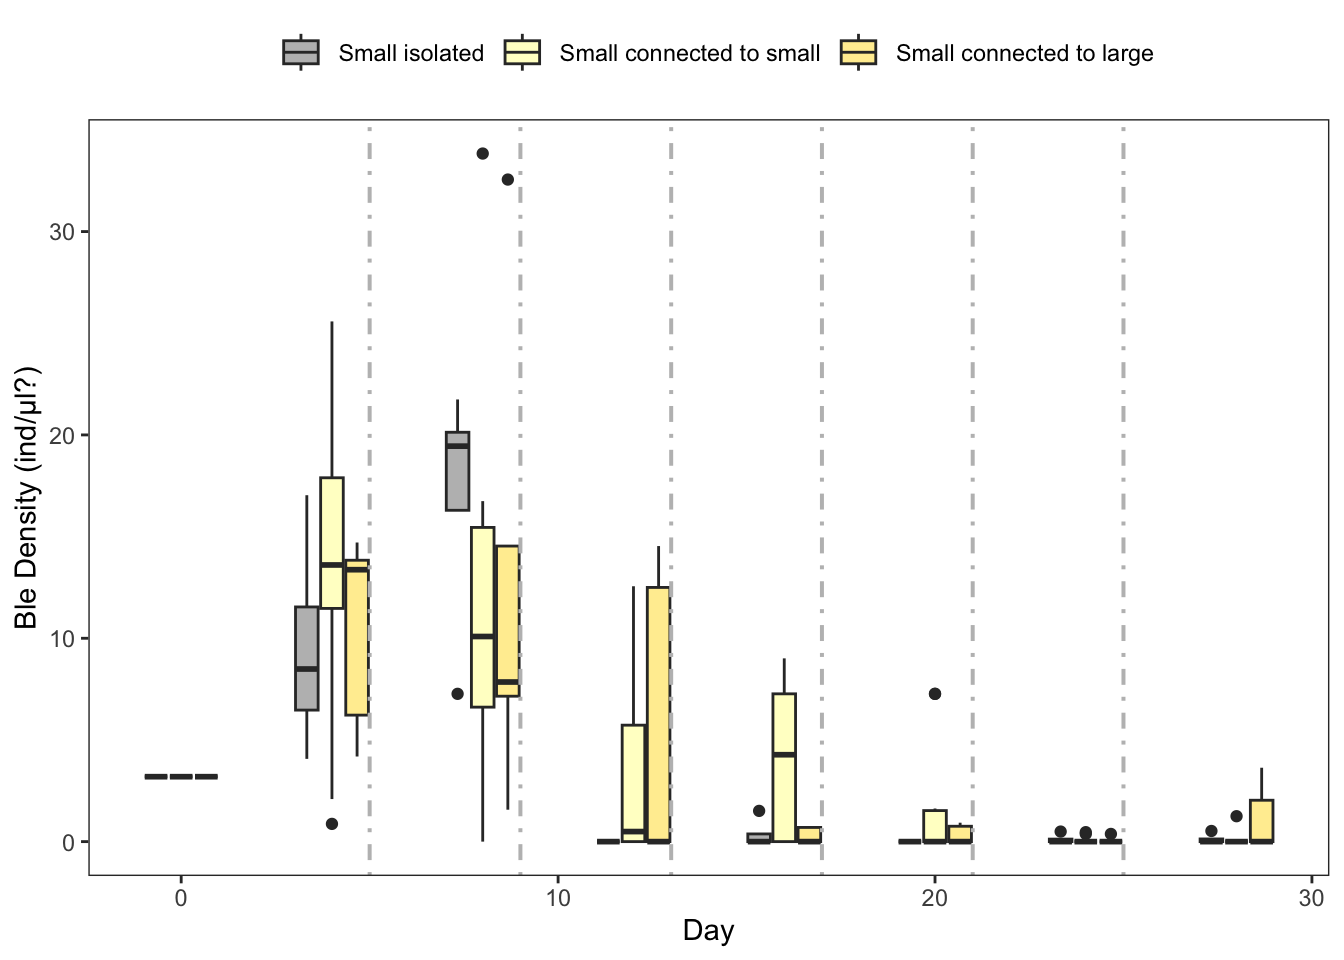 Small isolated Small connected to small Small connected to large
30
20
10
0
Ble Density (ind/μl?)
0 10 20 30
Day